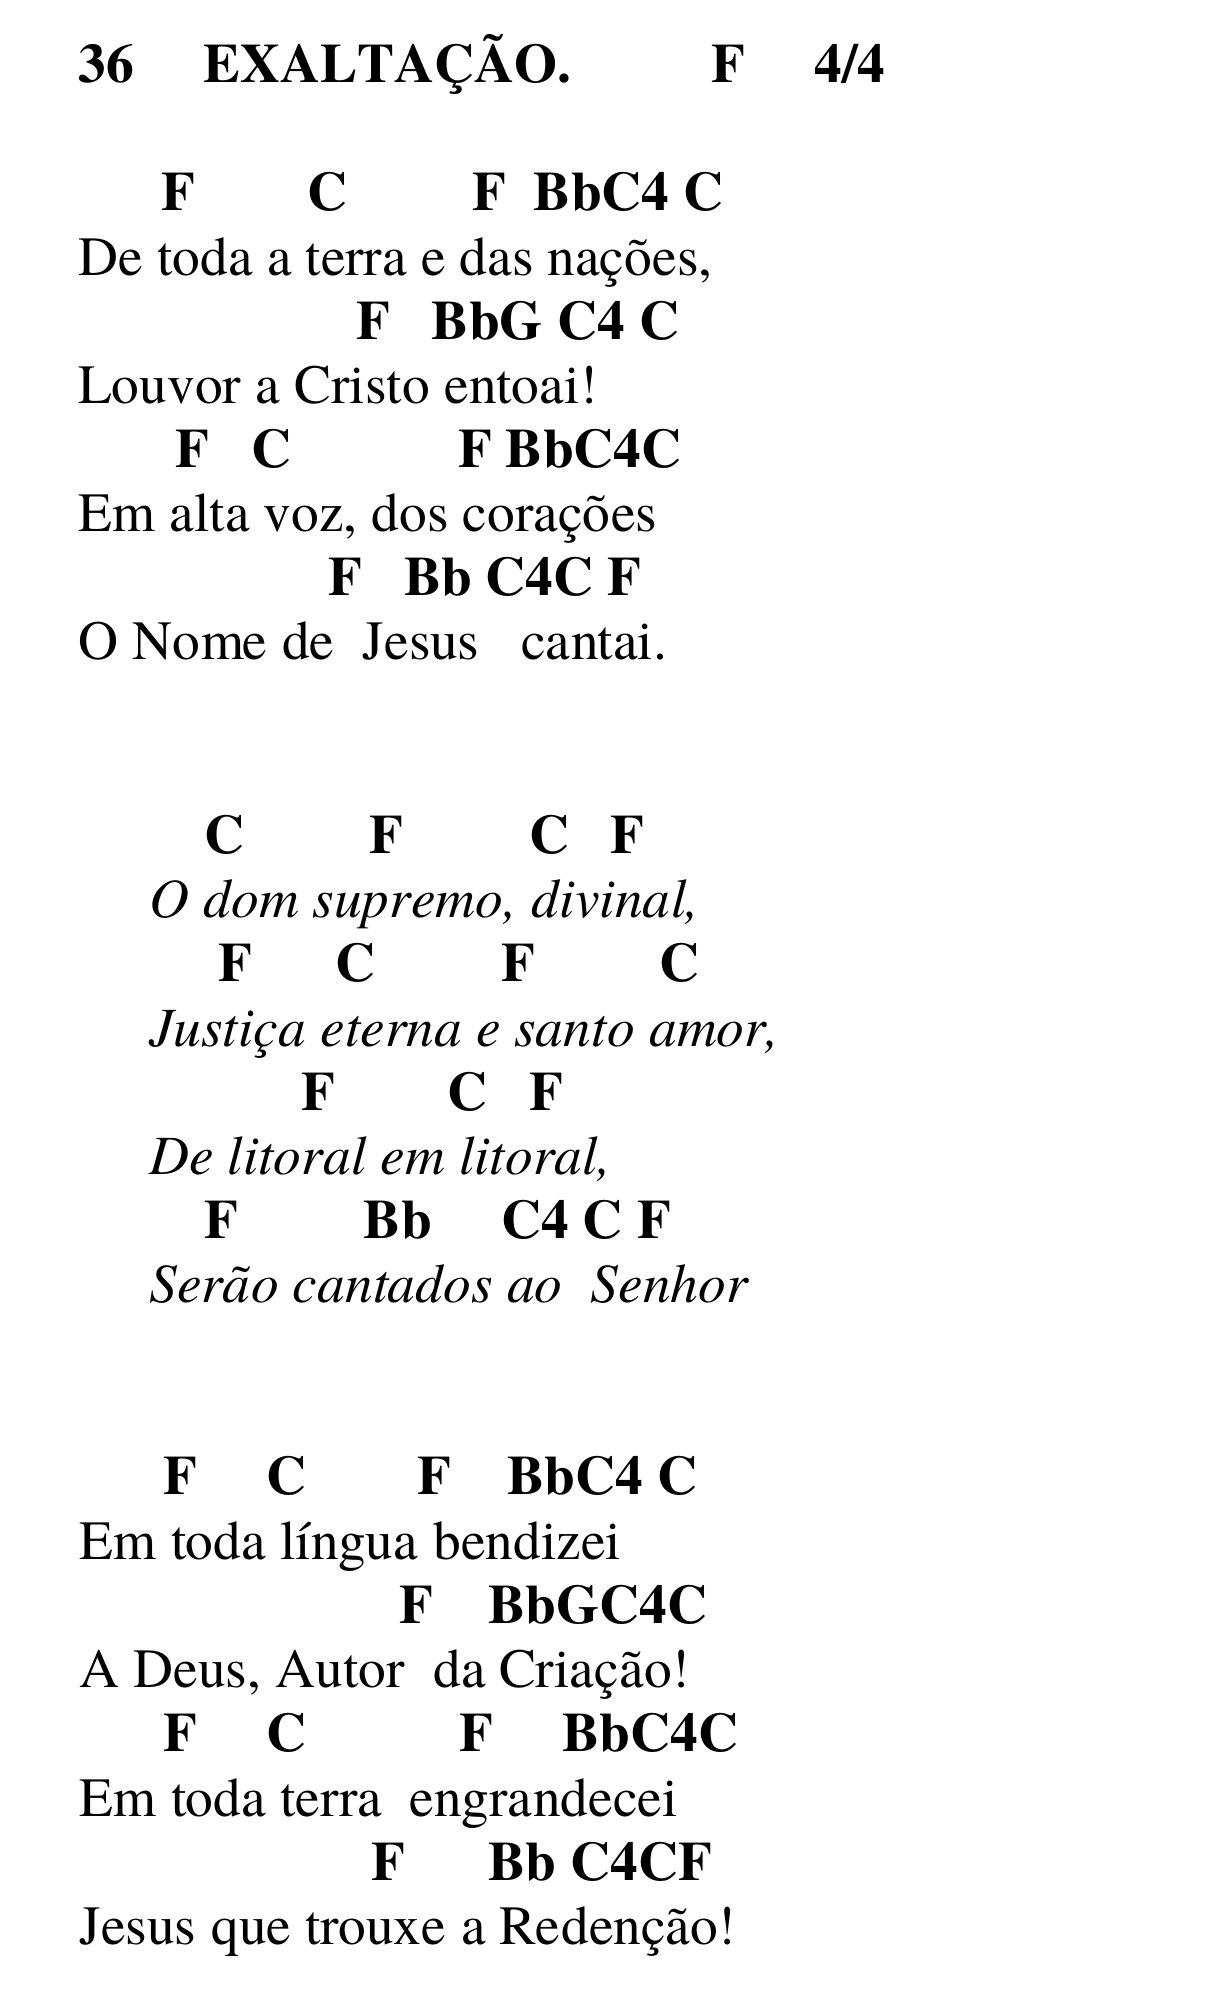 36     EXALTAÇÃO.          F     4/4
F        C         F  BbC4 C
De toda a terra e das nações,
F   BbG C4 C
Louvor a Cristo entoai!
F   C            F BbC4C
Em alta voz, dos corações
F   Bb C4C F
O Nome de  Jesus   cantai.
C         F         C   F
O dom supremo, divinal,
F      C         F         C
Justiça eterna e santo amor,
F        C   F
De litoral em litoral,
F         Bb     C4 C F
Serão cantados ao  Senhor
F     C        F    BbC4 C
Em toda língua bendizei
F    BbGC4C
A Deus, Autor  da Criação!
F     C           F     BbC4C
Em toda terra  engrandecei
F      Bb C4CF
Jesus que trouxe a Redenção!